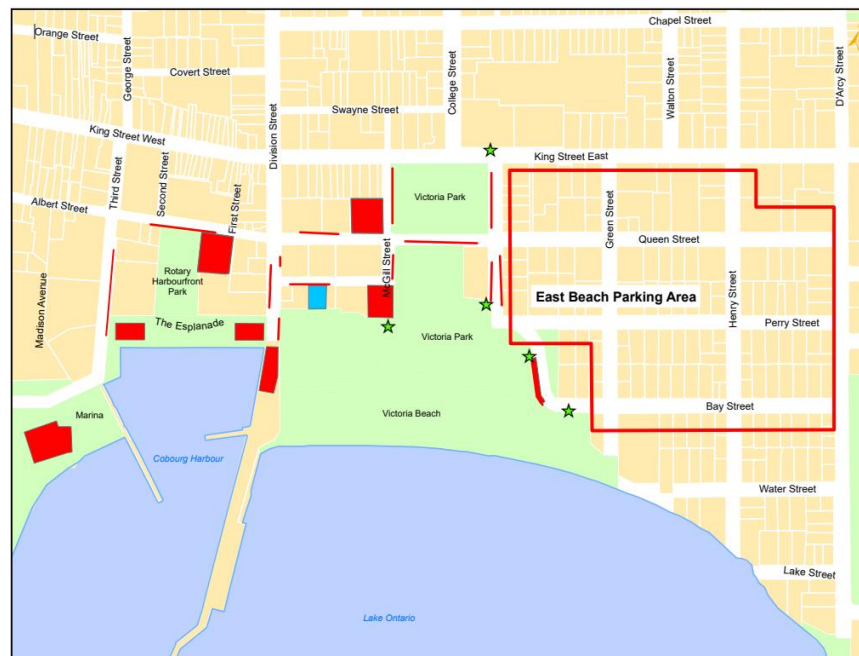 Chapel Street
Orange Street
George Street
Covert Street
College Street
Walton Street
D'Arcy Street
Swayne Street
Division Street
King Street West
King Street East
Third Street
Second Street
First Street
Albert Street
Victoria Park
Green Street
Queen Street
McGill Street
Rotary
Harbourfront
Park
Henry Street
East Beach Parking Area
Madison Avenue
The Esplanade
Victoria Park
Perry Street
Marina
Victoria Beach
Bay Street
Cobourg Harbour
Water Street
Lake Street
Lake Ontario